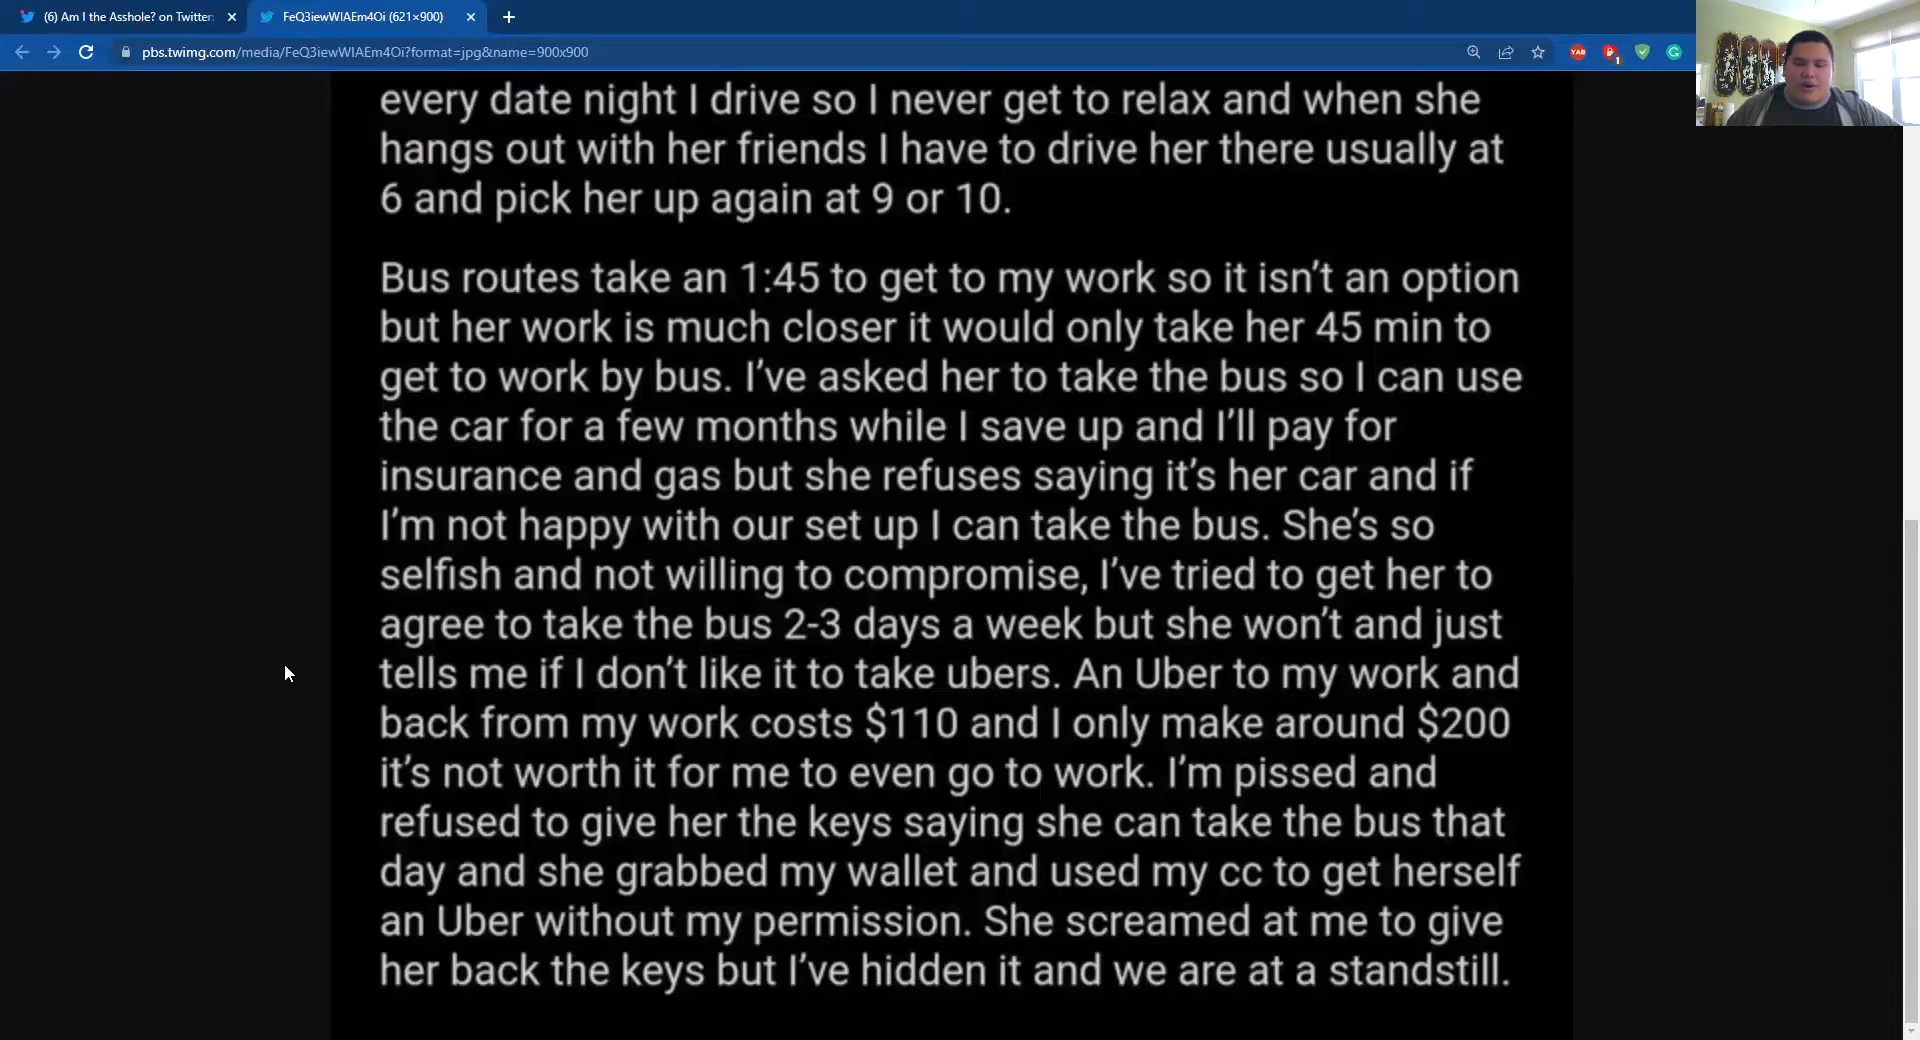 (6) Am I the Asshole? on Twitter:
FeQ3iewWIAEm4Oi (621×900)
pbs.twimg.com/media/FeQ3iewWIAEm4Oi?format=jpg&name=900x900
YAB
1
every date night I drive so I never get to relax and when she
hangs out with her friends I have to drive her there usually at
6 and pick her up again at 9 or 10.
Bus routes take an 1:45 to get to my work so it isn't an option
but her work is much closer it would only take her 45 min to
get to work by bus. I've asked her to take the bus so I can use
the car for a few months while I save up and I'll pay for
insurance and gas but she refuses saying it's her car and if
I'm not happy with our set up I can take the bus. She's so
selfish and not willing to compromise, I've tried to get her to
agree to take the bus 2-3 days a week but she won't and just
tells me if I don't like it to take ubers. An Uber to my work and
back from my work costs $110 and I only make around $200
it's not worth it for me to even go to work. I'm pissed and
refused to give her the keys saying she can take the bus that
day and she grabbed my wallet and used my cc to get herself
an Uber without my permission. She screamed at me to give
her back the keys but I've hidden it and we are at a standstill.